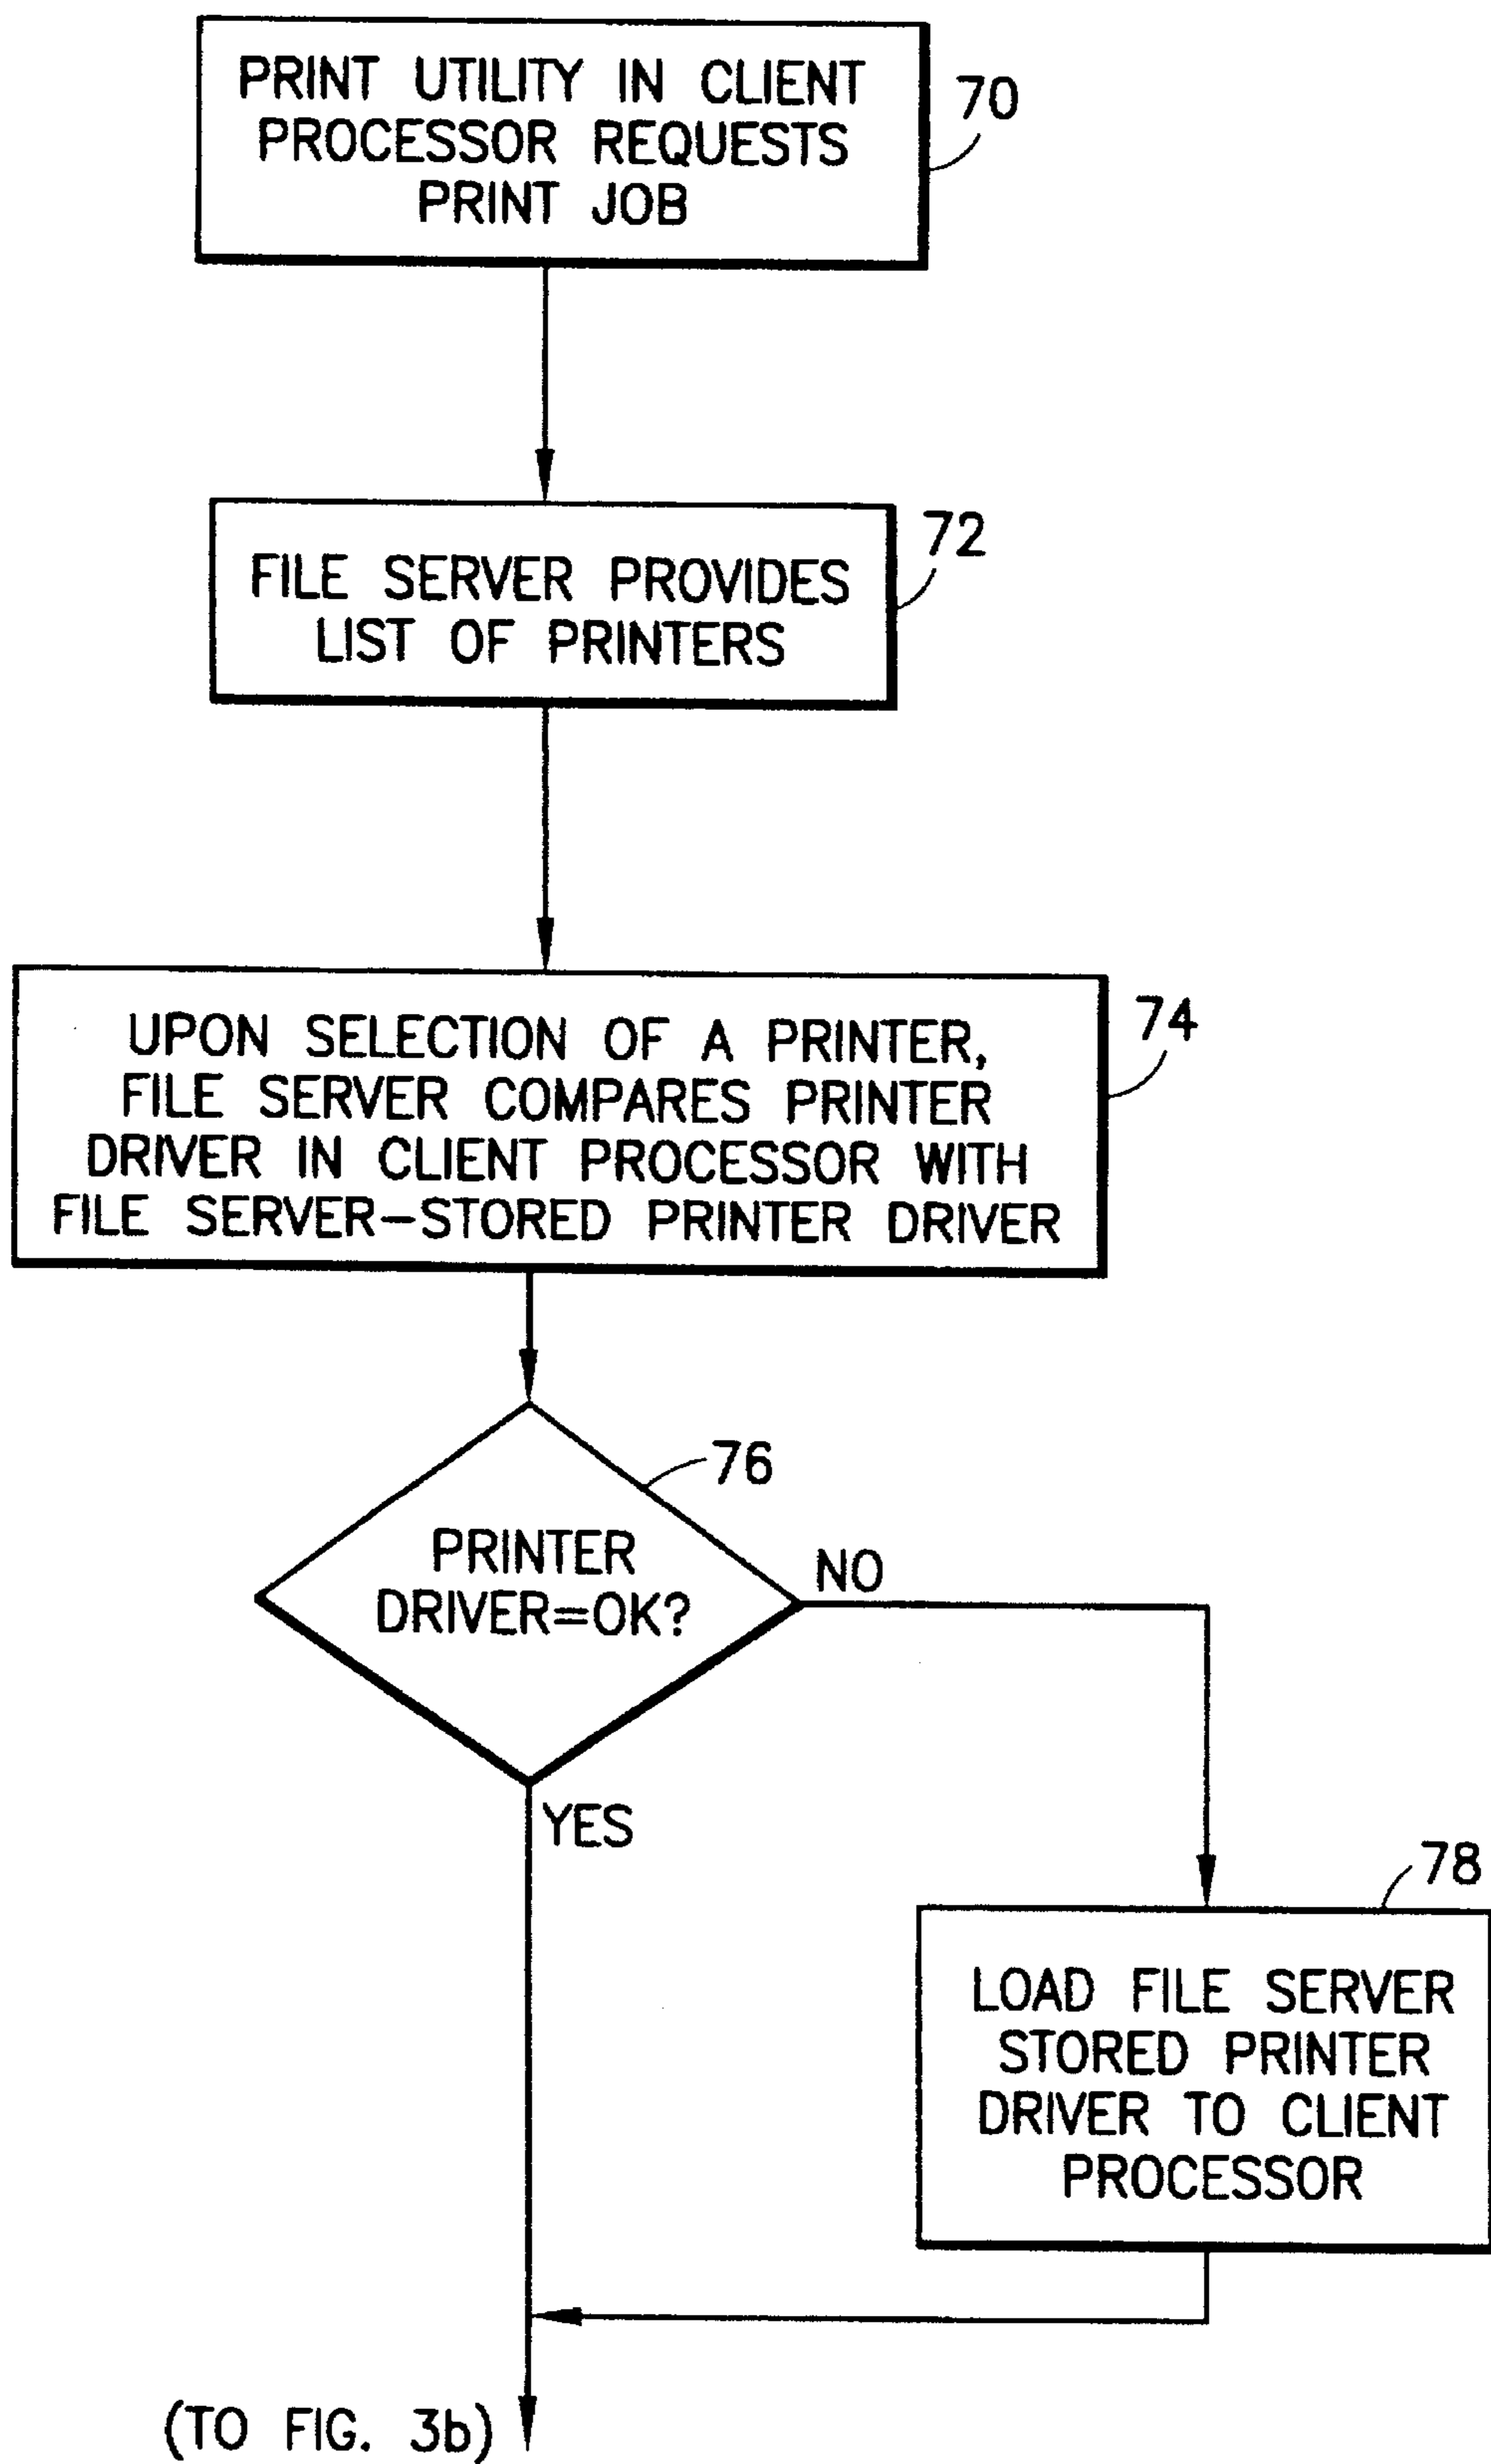 PRINT UTILITY IN CLIENT
PROCESSOR REQUESTS
PRINT JOB
70
FILE SERVER PROVIDES
LIST OF PRINTERS
72
UPON SELECTION OF A PRINTER,
FILE SERVER COMPARES PRINTER
DRIVER IN CLIENT PROCESSOR WITH
FILE SERVER-STORED PRINTER DRIVER
74
76
PRINTER
DRIVER=OK?
NO
YES
78
LOAD FILE SERVER
STORED PRINTER
DRIVER TO CLIENT
PROCESSOR
(TO FIG. 3b)